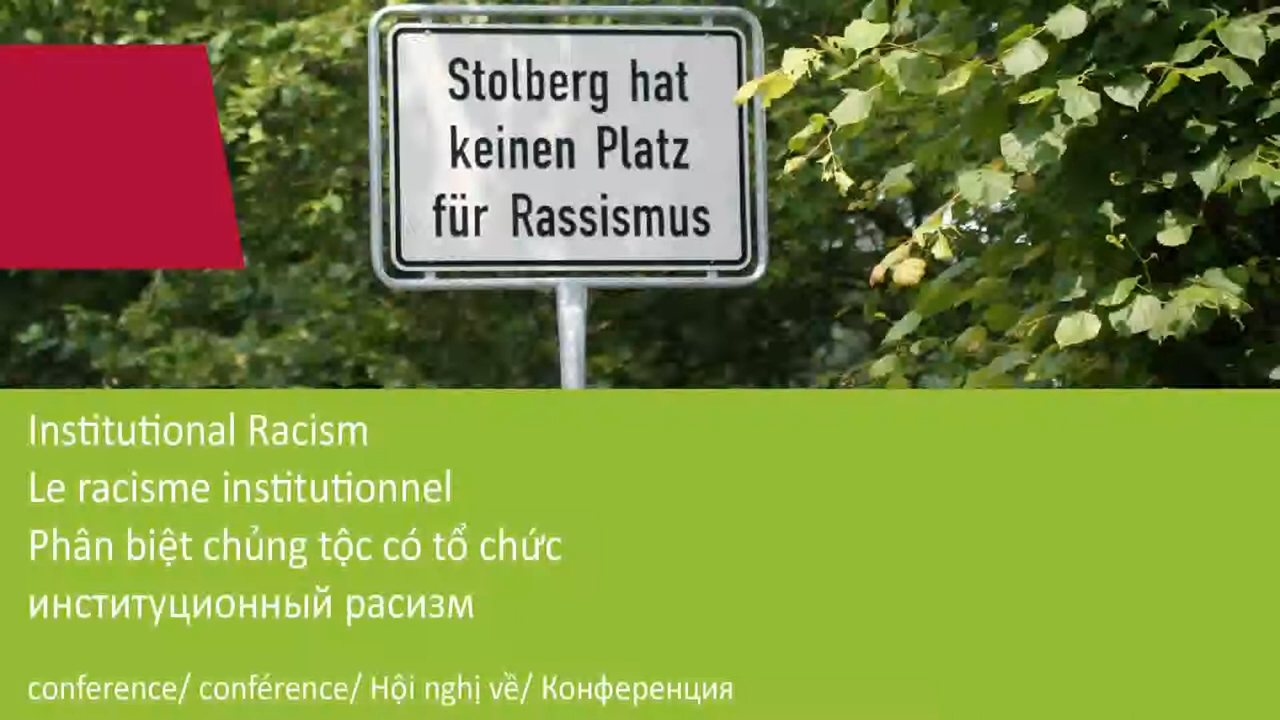 Stolberg hat
keinen Platz
für Rassismus
Institutional Racism
Le racisme institutionnel
Phân biệt chủng tộc có tổ chức
институционный расизм
conference/ conférence/ Hội nghị về/ Конференция